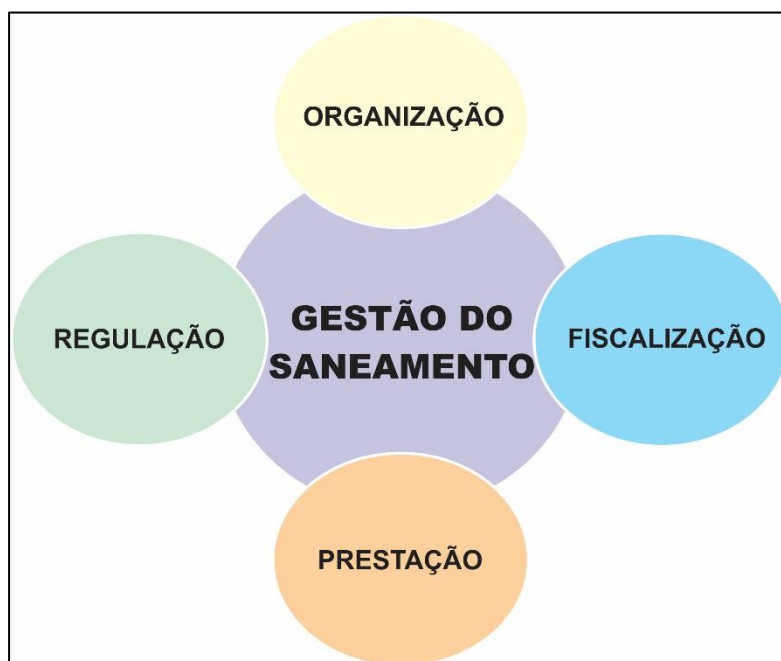 ORGANIZAÇÃO
REGULAÇÃO
GESTÃO DO
SANEAMENTO
FISCALIZAÇÃO
PRESTAÇÃO